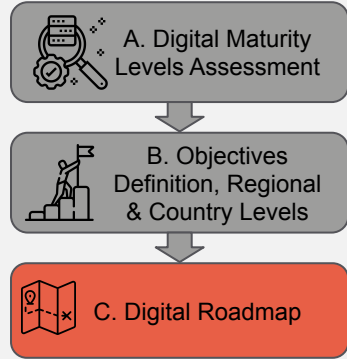 A. Digital Maturity
Levels Assessment
B. Objectives
Definition, Regional
& Country Levels
C. Digital Roadmap